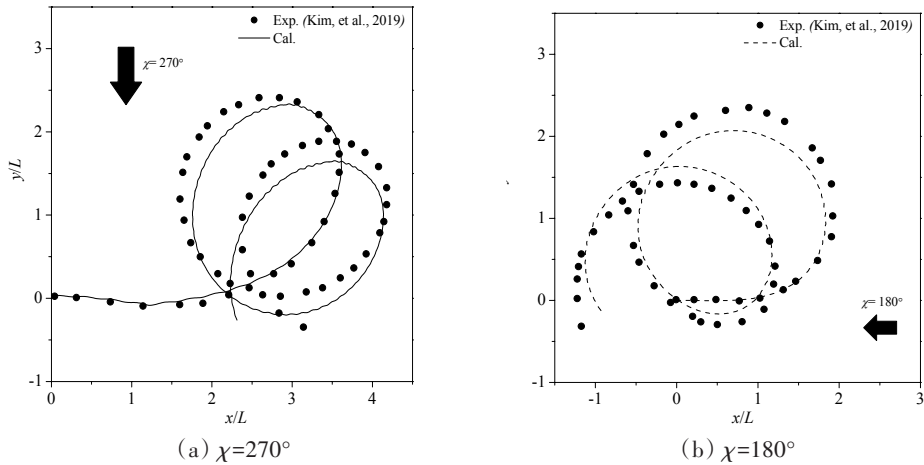 Exp. (Kim, et al., 2019)
Cal.
χ= 270°
y/L
3
2
1
0
-1
0 1 2 3 4
x/L
(a) χ=270°
Exp. (Kim, et al., 2019)
Cal.
χ= 180°
y/L
3
2
1
0
-1
-1 0 1 2 3
x/L
(b) χ=180°